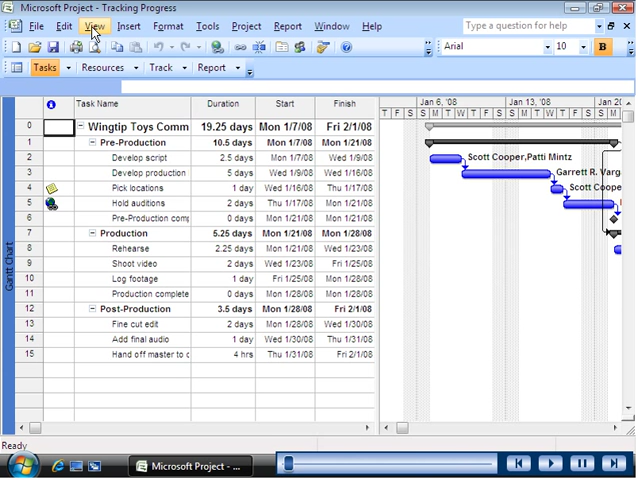 Microsoft Project - Tracking Progress
File Edit View Insert Format Tools Project Report Window Help Type a question for help
Arial 10 B
Tasks Resources Track Report
Jan 6, '08 Jan 13, '08 Jan 20
Task Name Duration Start Finish T F S S M T W T F S S M T W T F S S M
0 Wingtip Toys Comm 19.25 days Mon 1/7/08 Fri 2/1/08
1 Pre-Production 10.5 days Mon 1/7/08 Mon 1/21/08
2 Develop script 2.5 days Mon 1/7/08 Wed 1/9/08 Scott Cooper,Patti Mintz
3 Develop production 5 days Wed 1/9/08 Wed 1/16/08 Garrett R. Varga
4 Pick locations 1 day Wed 1/16/08 Thu 1/17/08 Scott Coope
5 Hold auditions 2 days Thu 1/17/08 Mon 1/21/08
6 Pre-Production comp 0 days Mon 1/21/08 Mon 1/21/08
7 Production 5.25 days Mon 1/21/08 Mon 1/28/08
8 Rehearse 2.25 days Mon 1/21/08 Wed 1/23/08
9 Shoot video 2 days Wed 1/23/08 Fri 1/25/08
10 Log footage 1 day Fri 1/25/08 Mon 1/28/08
11 Production complete 0 days Mon 1/28/08 Mon 1/28/08
12 Post-Production 3.5 days Mon 1/28/08 Fri 2/1/08
13 Fine cut edit 2 days Mon 1/28/08 Wed 1/30/08
14 Add final audio 1 day Wed 1/30/08 Thu 1/31/08
15 Hand off master to c 4 hrs Thu 1/31/08 Fri 2/1/08
Gantt Chart
Ready
Microsoft Project - ...